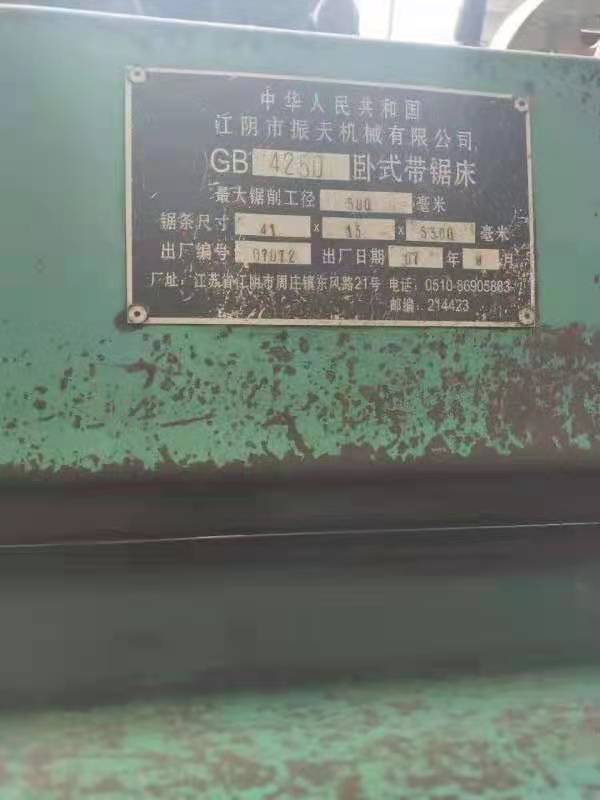 中华人民共和国
江阴市振天机械有限公司
GB 4250 卧式带锯床
最大锯削工径 500 毫米
锯条尺寸 41 x x 5300 毫米
出厂编号 07072 出厂日期 07 年 月
厂址：江苏省江阴市周庄镇东风路21号 电话：0510-86905883
邮编：214423